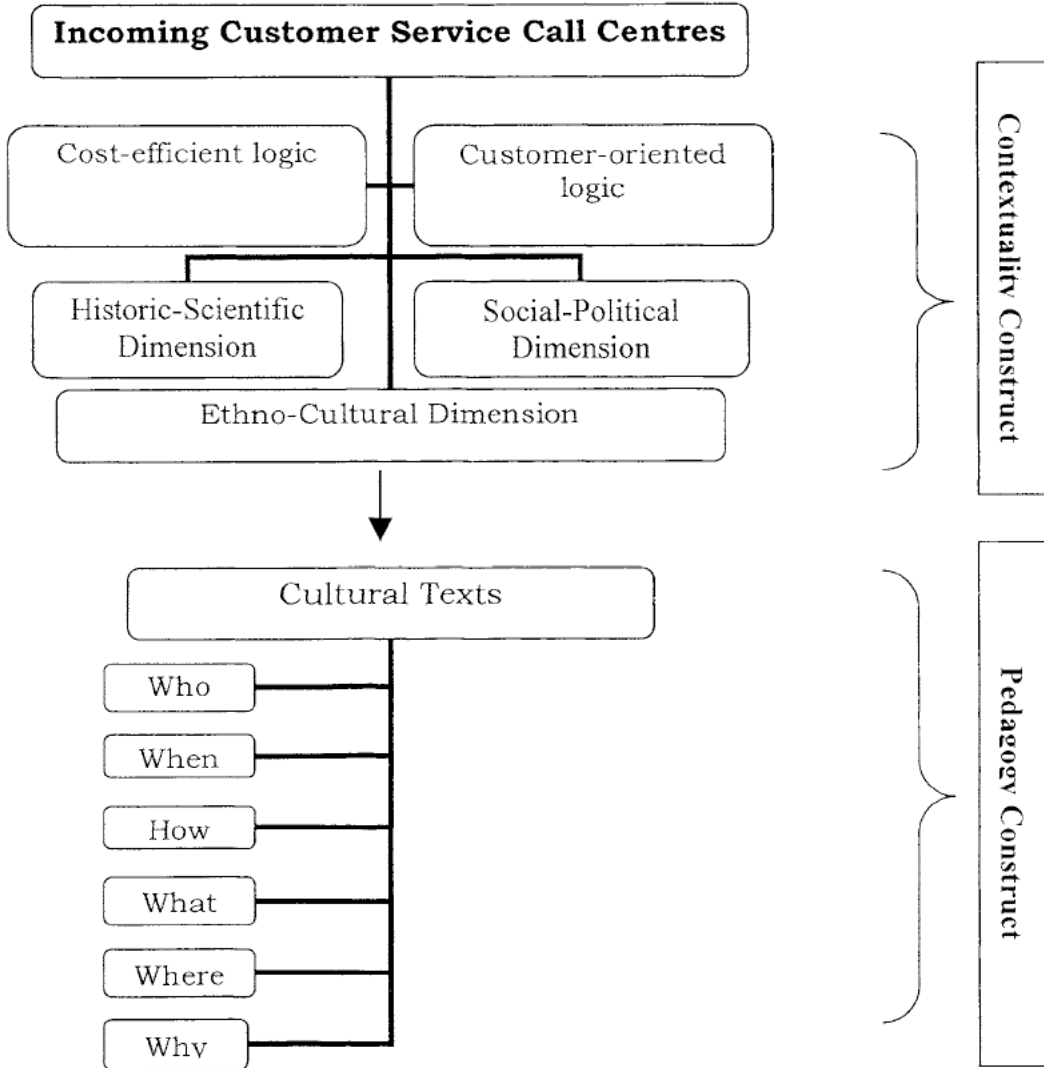 Incoming Customer Service Call Centres
Cost-efficient logic
Customer-oriented
logic
Historic-Scientific
Dimension
Social-Political
Dimension
Ethno-Cultural Dimension
Contextuality Construct
Cultural Texts
Who
When
How
What
Where
Why
Pedagogy Construct